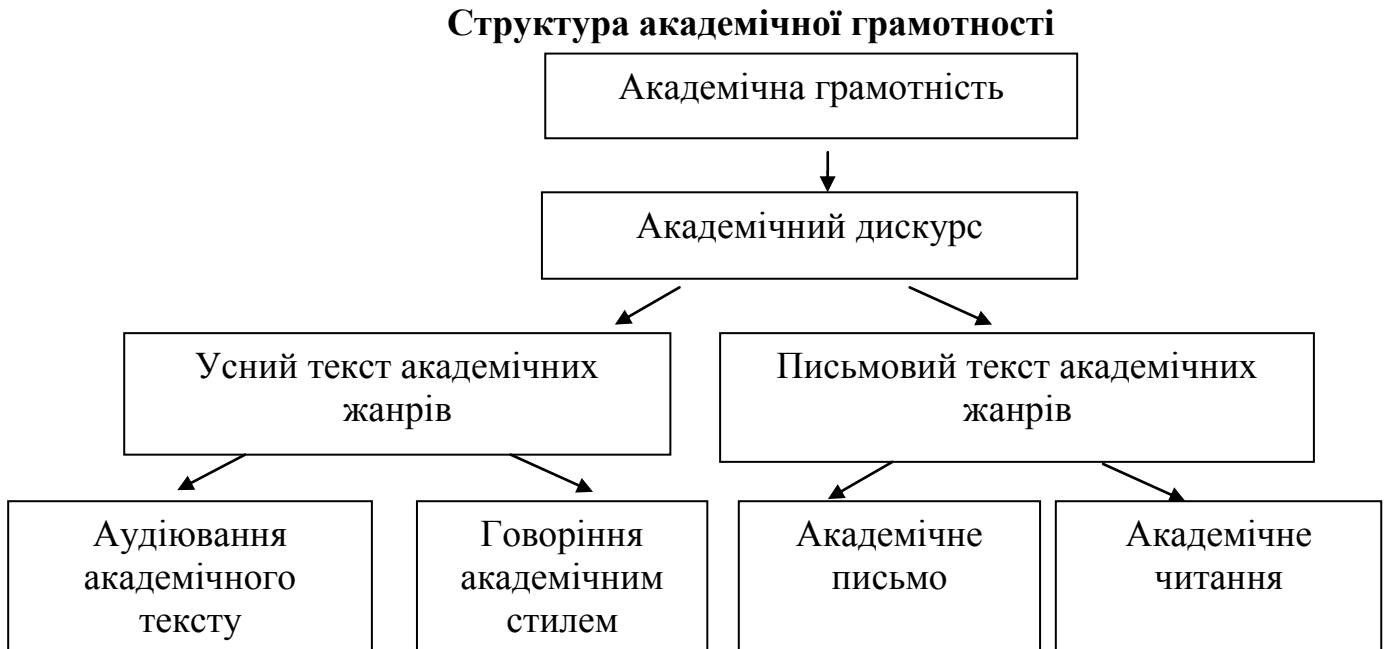 Структура академічної грамотності
Академічна грамотність
Академічний дискурс
Усний текст академічних
жанрів
Письмовий текст академічних
жанрів
Аудіювання
академічного
тексту
Говоріння
академічним
стилем
Академічне
письмо
Академічне
читання